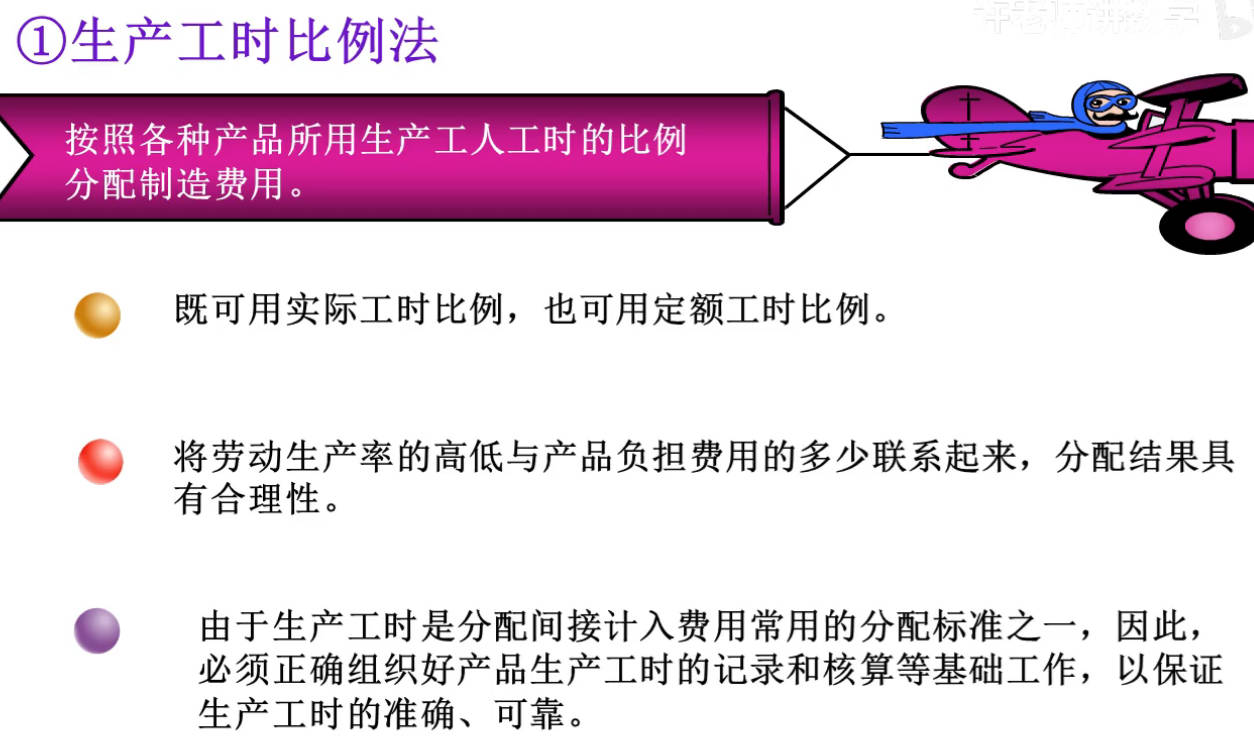 ①生产工时比例法
按照各种产品所用生产工人工时的比例
分配制造费用。
既可用实际工时比例，也可用定额工时比例。
将劳动生产率的高低与产品负担费用的多少联系起来，分配结果具
有合理性。
由于生产工时是分配间接计入费用常用的分配标准之一，因此，
必须正确组织好产品生产工时的记录和核算等基础工作，以保证
生产工时的准确、可靠。